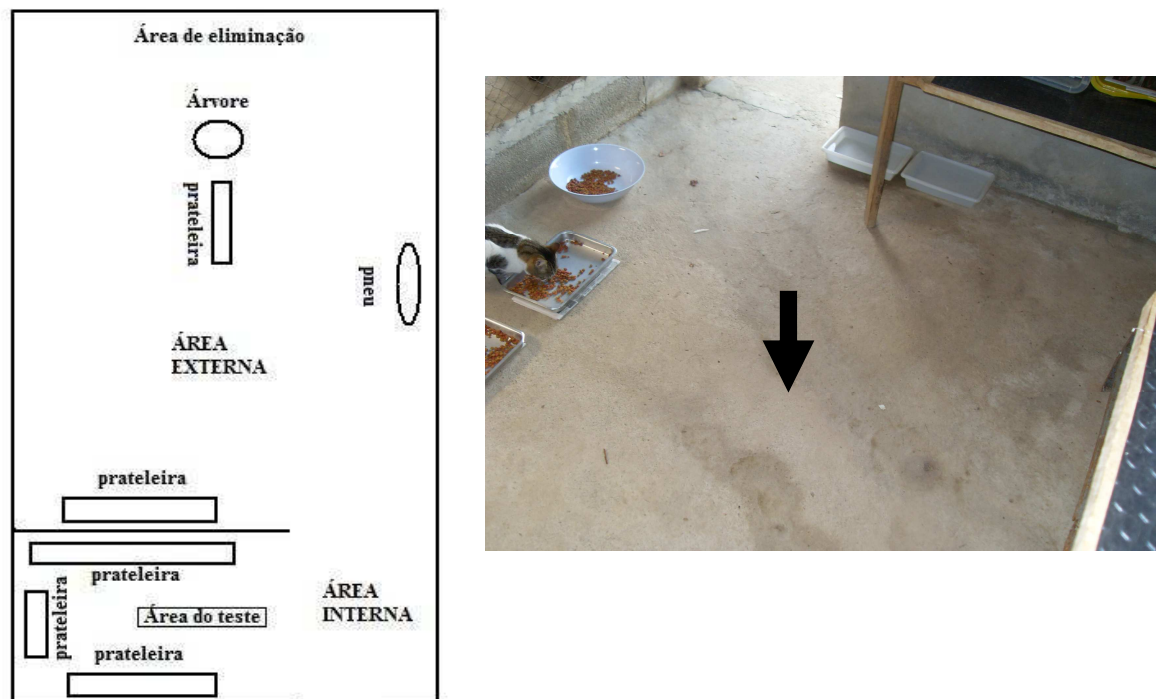 Área de eliminação
Árvore
prateleira
pneu
ÁREA
EXTERNA
prateleira
prateleira
prateleira
Área do teste
ÁREA
INTERNA
prateleira